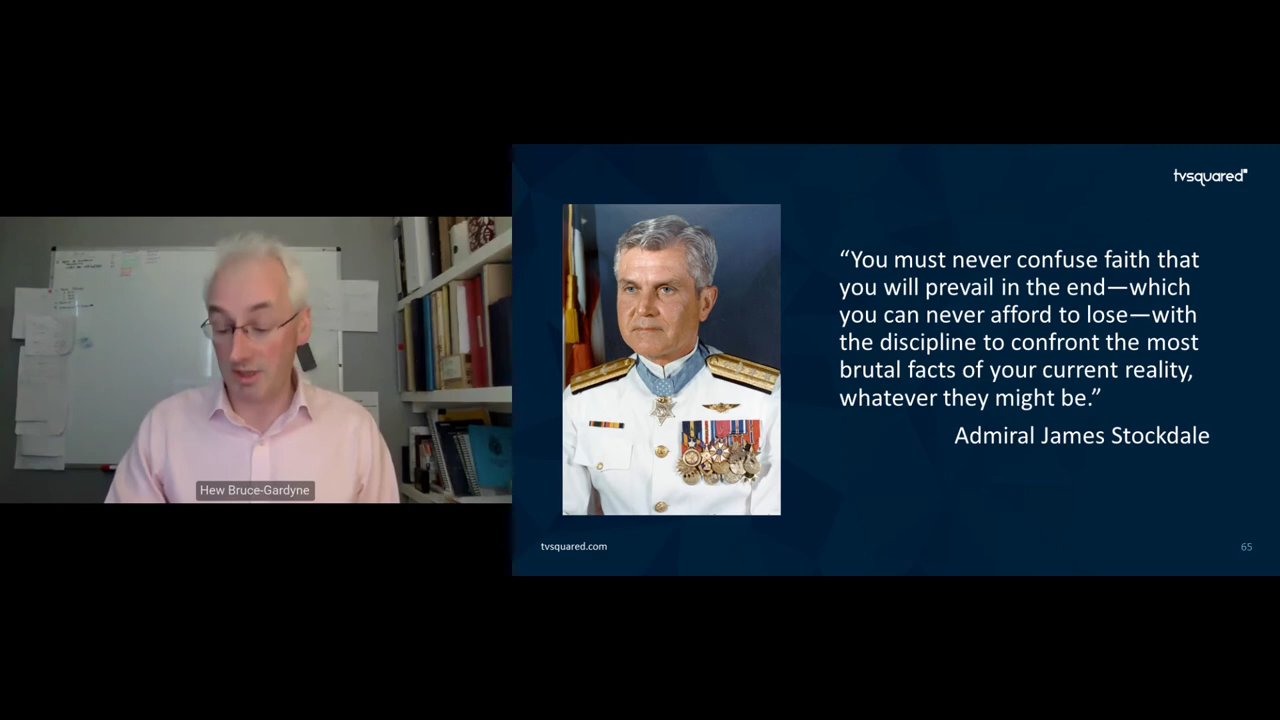 Hew Bruce-Gardyne
tvsquared
“You must never confuse faith that
you will prevail in the end—which
you can never afford to lose—with
the discipline to confront the most
brutal facts of your current reality,
whatever they might be.”
Admiral James Stockdale
tvsquared.com
65